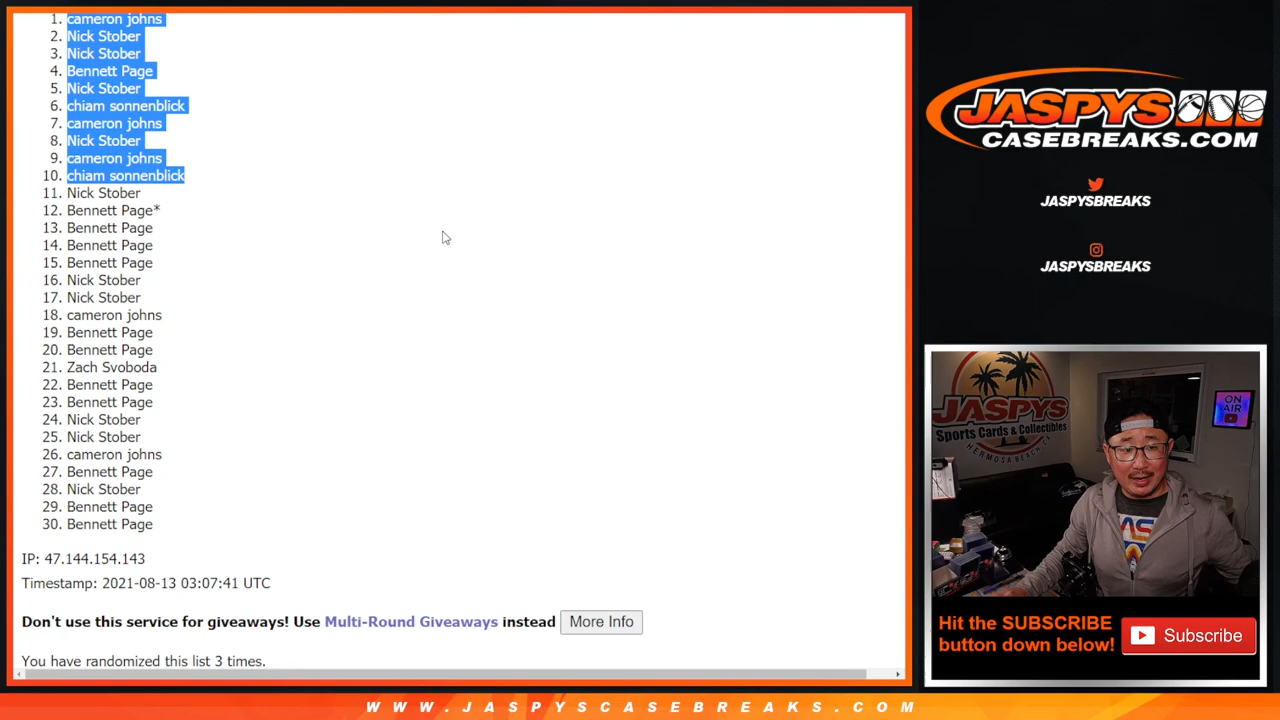 1. cameron johns
2. Nick Stober
3. Nick Stober
4. Bennett Page
5. Nick Stober
6. chiam sonnenblick
7. cameron johns
8. Nick Stober
9. cameron johns
10. chiam sonnenblick
11. Nick Stober
12. Bennett Page*
13. Bennett Page
14. Bennett Page
15. Bennett Page
16. Nick Stober
17. Nick Stober
18. cameron johns
19. Bennett Page
20. Bennett Page
21. Zach Svoboda
22. Bennett Page
23. Bennett Page
24. Nick Stober
25. Nick Stober
26. cameron johns
27. Bennett Page
28. Nick Stober
29. Bennett Page
30. Bennett Page
IP: 47.144.154.143
Timestamp: 2021-08-13 03:07:41 UTC
Don't use this service for giveaways! Use Multi-Round Giveaways instead More Info
You have randomized this list 3 times.
JASPYS
CASEBREAKS.COM
JASPYSBREAKS
JASPYSBREAKS
JASPYS
Sports Cards & Collectibles
HERMOSA BEACH, CA
ON
AIR
Hit the SUBSCRIBE
button down below!
Subscribe
WWW.JASPYSCASEBREAKS.COM